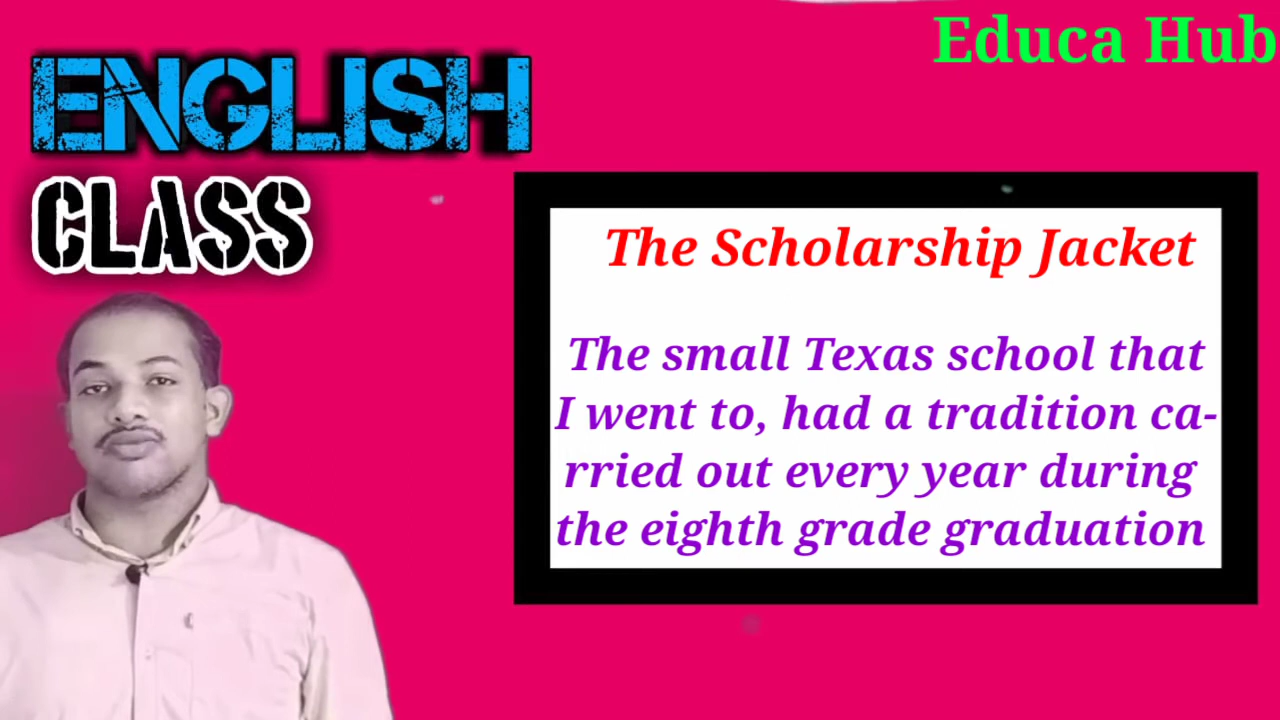 Educa Hub
ENGLISH
CLASS
The Scholarship Jacket
The small Texas school that
I went to, had a tradition ca-
rried out every year during
the eighth grade graduation